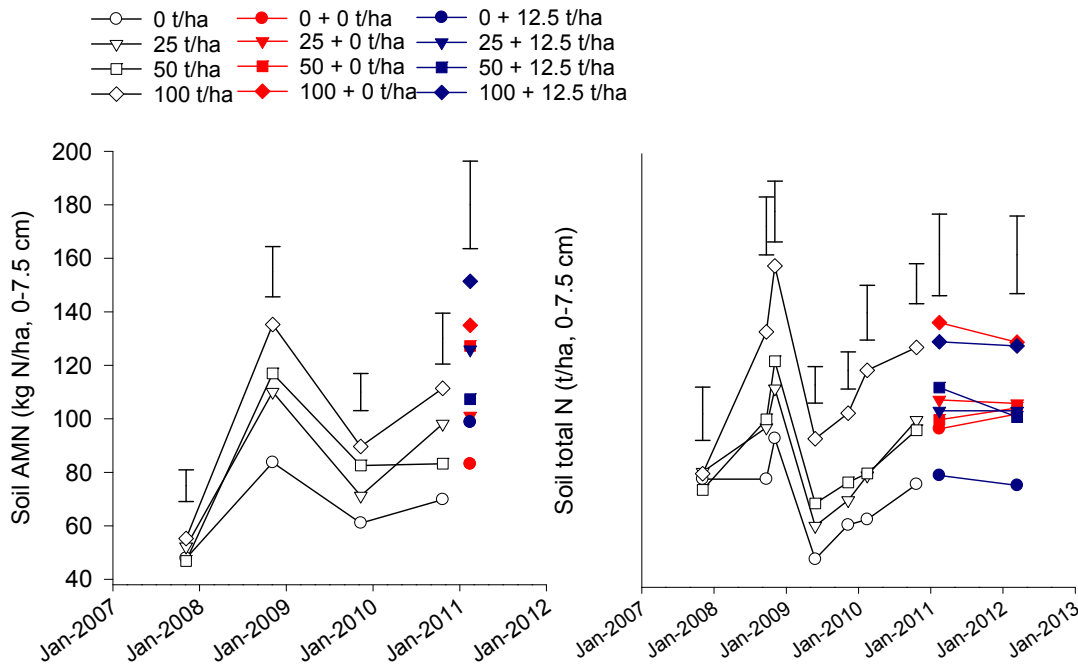 0 t/ha 0 + 0 t/ha 0 + 12.5 t/ha
25 t/ha 25 + 0 t/ha 25 + 12.5 t/ha
50 t/ha 50 + 0 t/ha 50 + 12.5 t/ha
100 t/ha 100 + 0 t/ha 100 + 12.5 t/ha
Soil AMN (kg N/ha, 0-7.5 cm)
200
180
160
140
120
100
80
60
40
Jan-2007 Jan-2008 Jan-2009 Jan-2010 Jan-2011 Jan-2012
Soil total N (t/ha, 0-7.5 cm)
Jan-2007 Jan-2008 Jan-2009 Jan-2010 Jan-2011 Jan-2012 Jan-2013